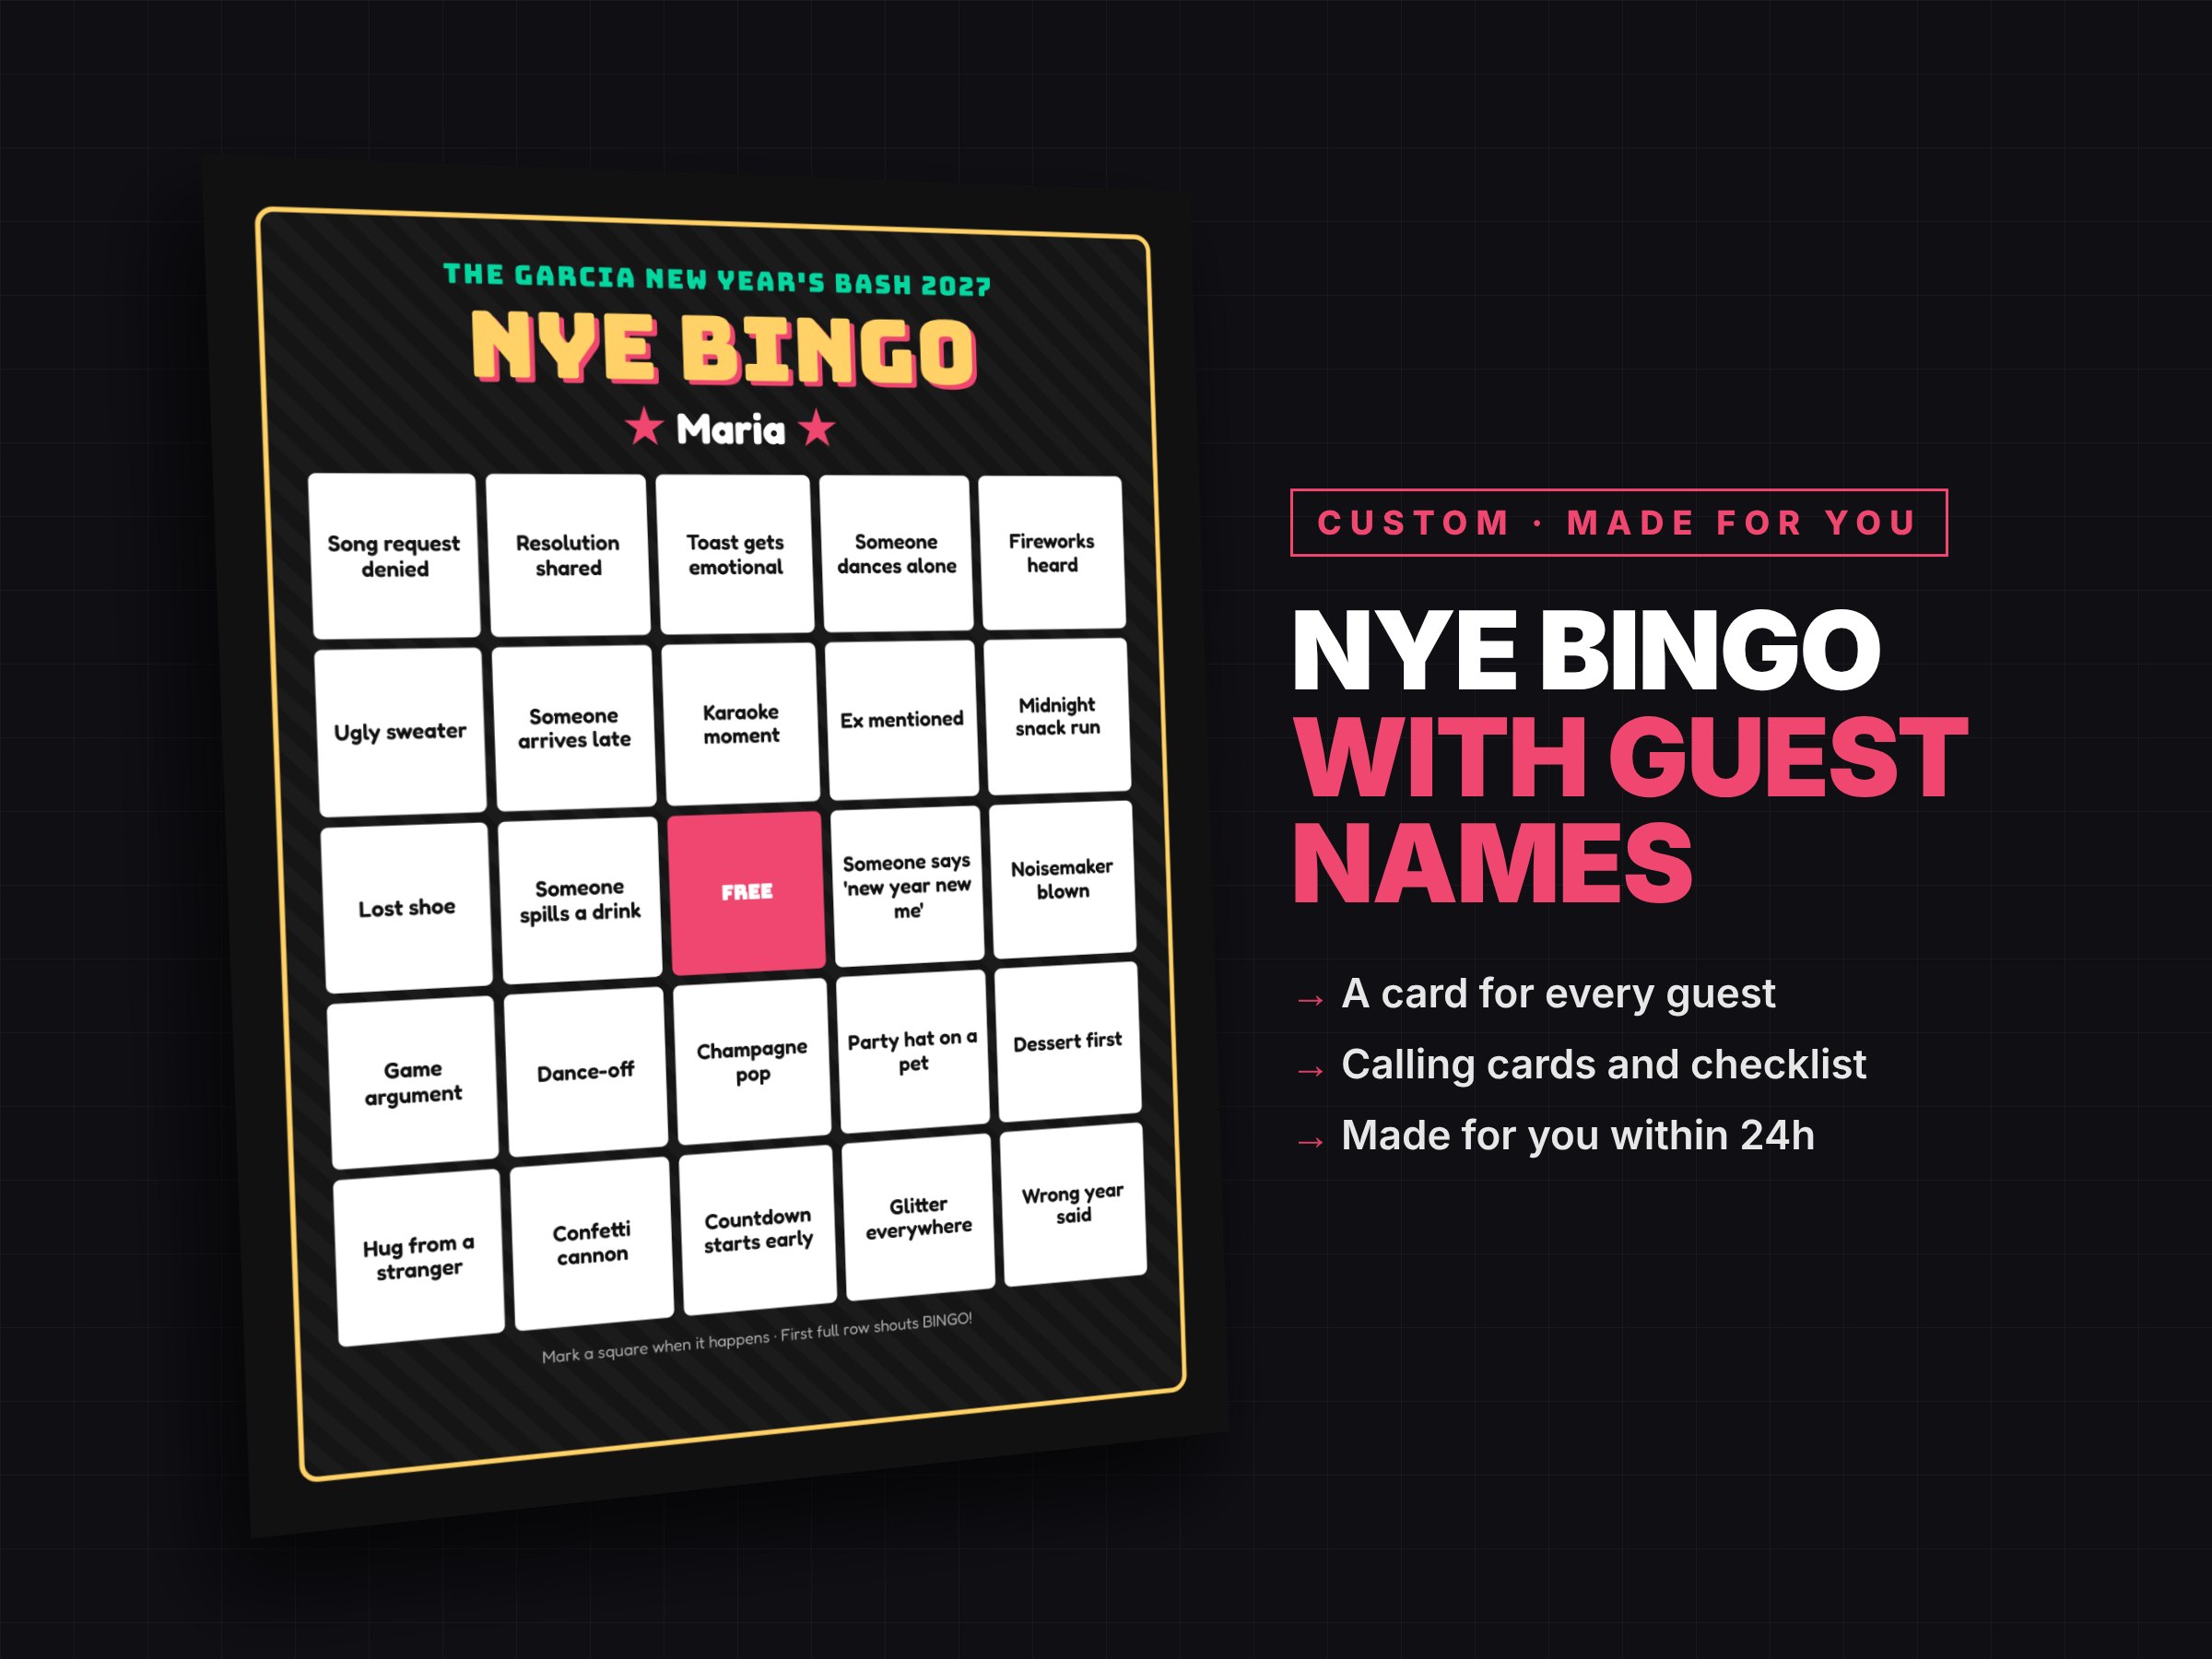 THE GARCIA NEW YEAR'S BASH 2027
NYE BINGO
★ Maria ★
Song request
denied
Resolution
shared
Toast gets
emotional
Someone
dances alone
Fireworks
heard
Ugly sweater
Someone
arrives late
Karaoke
moment
Ex mentioned
Midnight
snack run
Lost shoe
Someone
spills a drink
FREE
Someone says
'new year new
me'
Noisemaker
blown
Game
argument
Dance-off
Champagne
pop
Party hat on a
pet
Dessert first
Hug from a
stranger
Confetti
cannon
Countdown
starts early
Glitter
everywhere
Wrong year
said
Mark a square when it happens · First full row shouts BINGO!
CUSTOM · MADE FOR YOU
NYE BINGO
WITH GUEST
NAMES
→ A card for every guest
→ Calling cards and checklist
→ Made for you within 24h